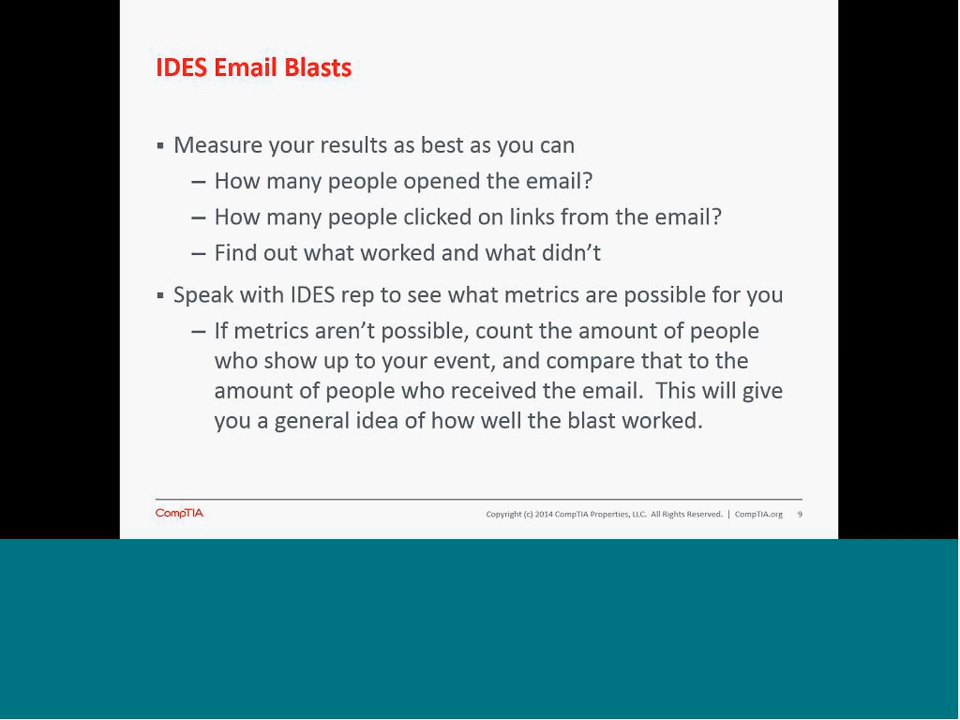 IDES Email Blasts
▪ Measure your results as best as you can
– How many people opened the email?
– How many people clicked on links from the email?
– Find out what worked and what didn’t
▪ Speak with IDES rep to see what metrics are possible for you
– If metrics aren’t possible, count the amount of people
who show up to your event, and compare that to the
amount of people who received the email.  This will give
you a general idea of how well the blast worked.
CompTIA
Copyright (c) 2014 CompTIA Properties, LLC.  All Rights Reserved.  |  CompTIA.org    9